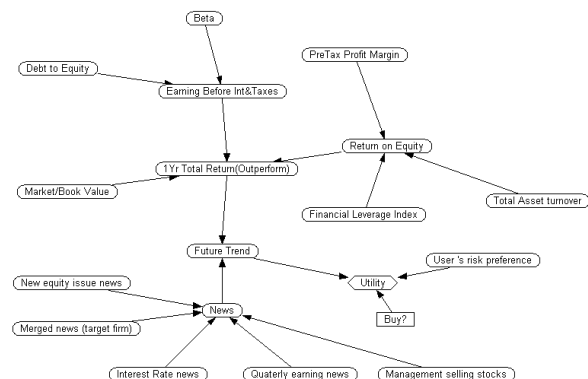 Beta
PreTax Profit Margin
Debt to Equity
Earning Before Int&Taxes
Return on Equity
1Yr Total Return(Outperform)
Market/Book Value
Total Asset turnover
Financial Leverage Index
Future Trend
User 's risk preference
New equity issue news
Utility
News
Buy?
Merged news (target firm)
Interest Rate news
Quaterly earning news
Management selling stocks